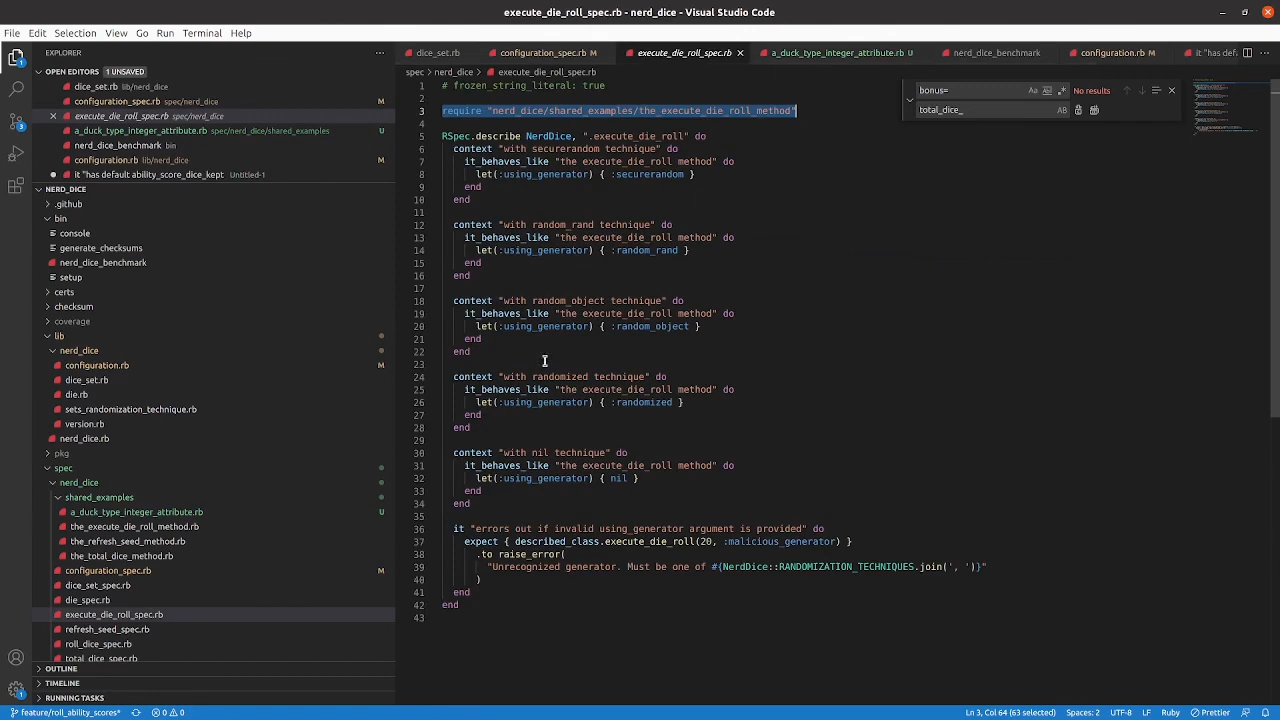 execute_die_roll_spec.rb - nerd_dice - Visual Studio Code
File Edit Selection View Go Run Terminal Help
EXPLORER
OPEN EDITORS 1 UNSAVED
dice_set.rb lib/nerd_dice
configuration_spec.rb spec/nerd_dice M
execute_die_roll_spec.rb spec/nerd_dice
a_duck_type_integer_attribute.rb spec/nerd_dice/shared_examples U
nerd_dice_benchmark bin
configuration.rb lib/nerd_dice M
it "has default ability_score_dice_kept Untitled-1
NERD_DICE
.github
bin
console
generate_checksums
nerd_dice_benchmark
setup
certs
checksum
coverage
lib
nerd_dice
configuration.rb M
dice_set.rb
die.rb
sets_randomization_technique.rb
version.rb
nerd_dice.rb
pkg
spec
nerd_dice
shared_examples
a_duck_type_integer_attribute.rb U
the_execute_die_roll_method.rb
the_refresh_seed_method.rb
the_total_dice_method.rb
configuration_spec.rb M
dice_set_spec.rb
die_spec.rb
execute_die_roll_spec.rb
refresh_seed_spec.rb
roll_dice_spec.rb
total_dice_spec.rb
OUTLINE
TIMELINE
RUNNING TASKS
dice_set.rb configuration_spec.rb M execute_die_roll_spec.rb a_duck_type_integer_attribute.rb U nerd_dice_benchmark configuration.rb M it "has def
spec > nerd_dice > execute_die_roll_spec.rb
bonus= Aa ab No results
total_dice_ AB
1 # frozen_string_literal: true
2
3 require "nerd_dice/shared_examples/the_execute_die_roll_method"
4
5 RSpec.describe NerdDice, ".execute_die_roll" do
6 context "with securerandom technique" do
7 it_behaves_like "the execute_die_roll method" do
8 let(:using_generator) { :securerandom }
9 end
10 end
11
12 context "with random_rand technique" do
13 it_behaves_like "the execute_die_roll method" do
14 let(:using_generator) { :random_rand }
15 end
16 end
17
18 context "with random_object technique" do
19 it_behaves_like "the execute_die_roll method" do
20 let(:using_generator) { :random_object }
21 end
22 end
23
24 context "with randomized technique" do
25 it_behaves_like "the execute_die_roll method" do
26 let(:using_generator) { :randomized }
27 end
28 end
29
30 context "with nil technique" do
31 it_behaves_like "the execute_die_roll method" do
32 let(:using_generator) { nil }
33 end
34 end
35
36 it "errors out if invalid using_generator argument is provided" do
37 expect { described_class.execute_die_roll(20, :malicious_generator) }
38 .to raise_error(
39 "Unrecognized generator. Must be one of #{NerdDice::RANDOMIZATION_TECHNIQUES.join(', ')}"
40 )
41 end
42 end
43
feature/roll_ability_scores* 0 0 Ln 3, Col 64 (63 selected) Spaces: 2 UTF-8 LF Ruby Prettier